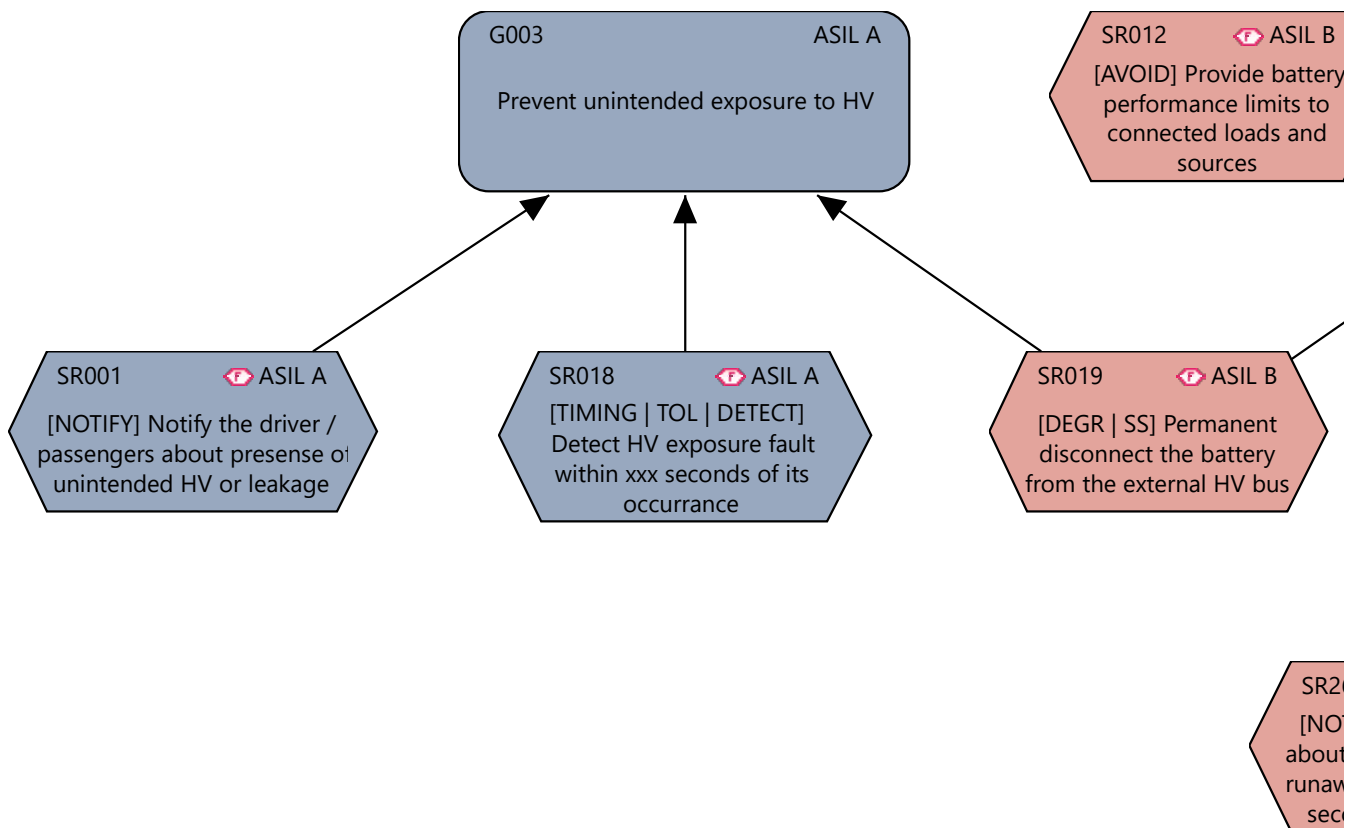 G003 ASIL A
Prevent unintended exposure to HV
SR012 F ASIL B
[AVOID] Provide battery
performance limits to
connected loads and
sources
SR001 F ASIL A
[NOTIFY] Notify the driver /
passengers about presense of
unintended HV or leakage
SR018 F ASIL A
[TIMING | TOL | DETECT]
Detect HV exposure fault
within xxx seconds of its
occurrance
SR019 F ASIL B
[DEGR | SS] Permanent
disconnect the battery
from the external HV bus
about